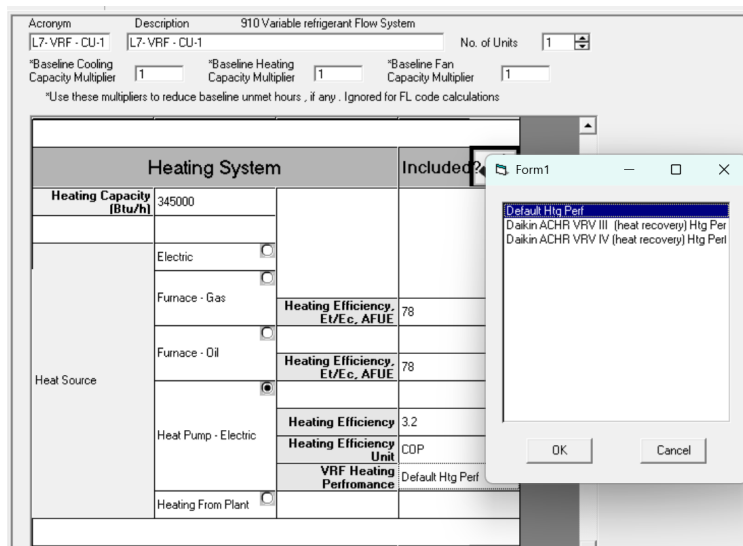 Acronym Description 910 Variable refrigerant Flow System
L7- VRF - CU-1 L7- VRF - CU-1 No. of Units 1
*Baseline Cooling Capacity Multiplier 1 *Baseline Heating Capacity Multiplier 1 *Baseline Fan Capacity Multiplier 1
*Use these multipliers to reduce baseline unmet hours , if any . Ignored for FL code calculations
Heating System Included?
Heating Capacity (Btu/h) 345000
Heat Source
Electric
Furnace - Gas
Heating Efficiency, Et/Ec, AFUE 78
Furnace - Oil
Heating Efficiency, Et/Ec, AFUE 78
Heat Pump - Electric
Heating Efficiency 3.2
Heating Efficiency Unit COP
VRF Heating Perfromance Default Htg Perf
Heating From Plant
Form1
Default Htg Perf
Daikin ACHR VRV III (heat recovery) Htg Per
Daikin ACHR VRV IV (heat recovery) Htg Perf
OK Cancel